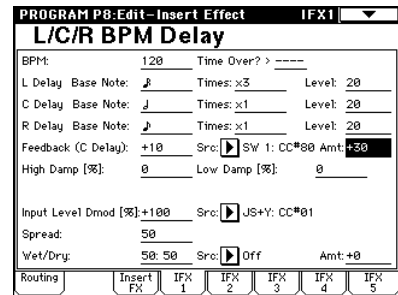 PROGRAM P8:Edit-Insert Effect IFX1
L/C/R BPM Delay
BPM: 120 Time Over? > ----
L Delay Base Note: ♪ Times: x3 Level: 20
C Delay Base Note: 𝅗𝅥 Times: x1 Level: 20
R Delay Base Note: ♪ Times: x1 Level: 20
Feedback (C Delay): +10 Src: SW 1: CC#80 Amt: +30
High Damp [%]: 0 Low Damp [%]: 0
Input Level Dmod [%]: +100 Src: JS+Y: CC#01
Spread: 50
Wet/Dry: 50: 50 Src: Off Amt: +0
Routing Insert FX IFX 1 IFX 2 IFX 3 IFX 4 IFX 5